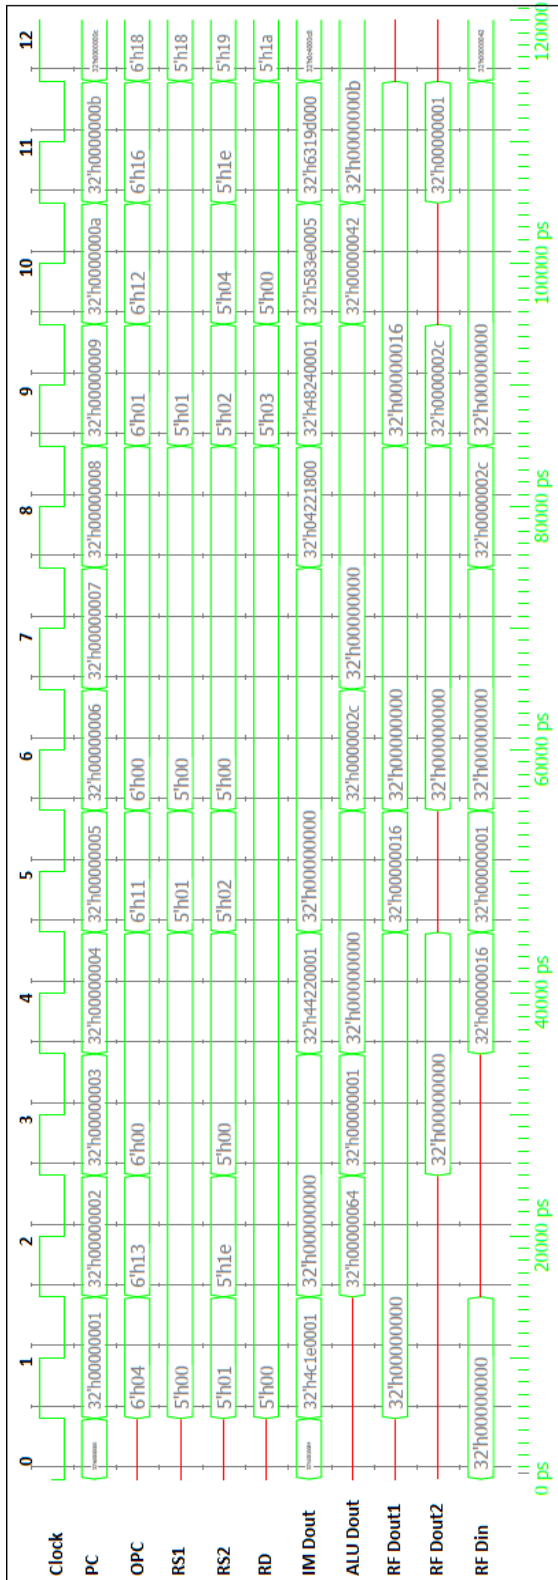 0 1 2 3 4 5 6 7 8 9 10 11 12
Clock
PC 32'h00000001 32'h00000002 32'h00000003 32'h00000004 32'h00000005 32'h00000006 32'h00000007 32'h00000008 32'h00000009 32'h0000000a 32'h0000000b 32'h0000000c
OPC 6'h04 6'h13 6'h00 6'h11 6'h00 6'h01 6'h12 6'h16 6'h18
RS1 5'h00 5'h01 5'h00 5'h01 5'h18
RS2 5'h01 5'h1e 5'h00 5'h02 5'h00 5'h02 5'h04 5'h1e 5'h19
RD 5'h00 5'h03 5'h00 5'h1a
IM Dout 32'h4c1e0001 32'h00000000 32'h44220001 32'h00000000 32'h04221800 32'h48240001 32'h583e0005 32'h6319d000
ALU Dout 32'h00000064 32'h00000001 32'h00000000 32'h0000002c 32'h00000000 32'h00000042 32'h0000000b
RF Dout1 32'h00000000 32'h00000016 32'h00000000 32'h00000016
RF Dout2 32'h00000000 32'h00000000 32'h0000002c 32'h00000001
RF Din 32'h00000000 32'h00000016 32'h00000001 32'h00000000 32'h0000002c 32'h00000000 32'h00000042
0 ps 20000 ps 40000 ps 60000 ps 80000 ps 100000 ps 120000